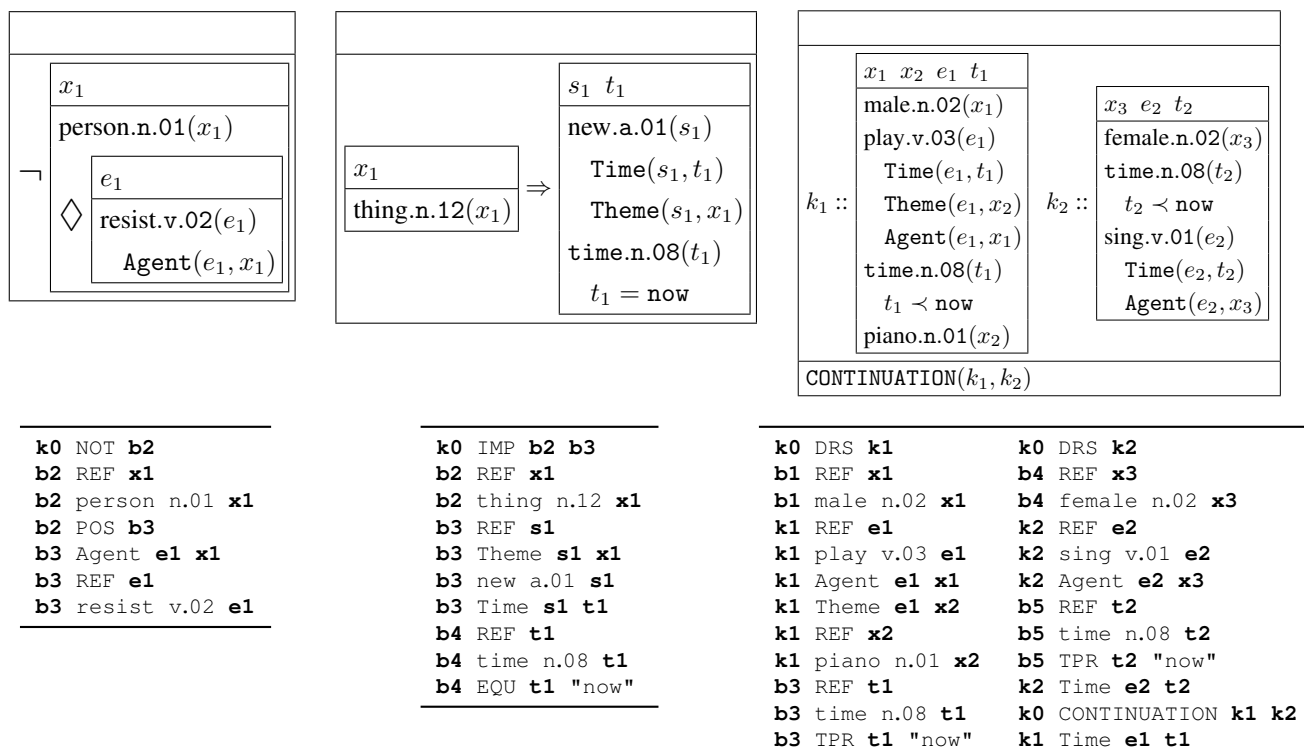 ¬
x₁
person.n.01(x₁)
◇
e₁
resist.v.02(e₁)
Agent(e₁, x₁)
x₁
thing.n.12(x₁)
⇒
s₁ t₁
new.a.01(s₁)
Time(s₁, t₁)
Theme(s₁, x₁)
time.n.08(t₁)
t₁ = now
k₁ ::
x₁ x₂ e₁ t₁
male.n.02(x₁)
play.v.03(e₁)
Time(e₁, t₁)
Theme(e₁, x₂)
Agent(e₁, x₁)
time.n.08(t₁)
t₁ ≺ now
piano.n.01(x₂)
k₂ ::
x₃ e₂ t₂
female.n.02(x₃)
time.n.08(t₂)
t₂ ≺ now
sing.v.01(e₂)
Time(e₂, t₂)
Agent(e₂, x₃)
CONTINUATION(k₁, k₂)
k0 NOT b2
b2 REF x1
b2 person n.01 x1
b2 POS b3
b3 Agent e1 x1
b3 REF e1
b3 resist v.02 e1
k0 IMP b2 b3
b2 REF x1
b2 thing n.12 x1
b3 REF s1
b3 Theme s1 x1
b3 new a.01 s1
b3 Time s1 t1
b4 REF t1
b4 time n.08 t1
b4 EQU t1 "now"
k0 DRS k1
b1 REF x1
b1 male n.02 x1
k1 REF e1
k1 play v.03 e1
k1 Agent e1 x1
k1 Theme e1 x2
k1 REF x2
k1 piano n.01 x2
b3 REF t1
b3 time n.08 t1
b3 TPR t1 "now"
k0 DRS k2
b4 REF x3
b4 female n.02 x3
k2 REF e2
k2 sing v.01 e2
k2 Agent e2 x3
b5 REF t2
b5 time n.08 t2
b5 TPR t2 "now"
k2 Time e2 t2
k0 CONTINUATION k1 k2
k1 Time e1 t1